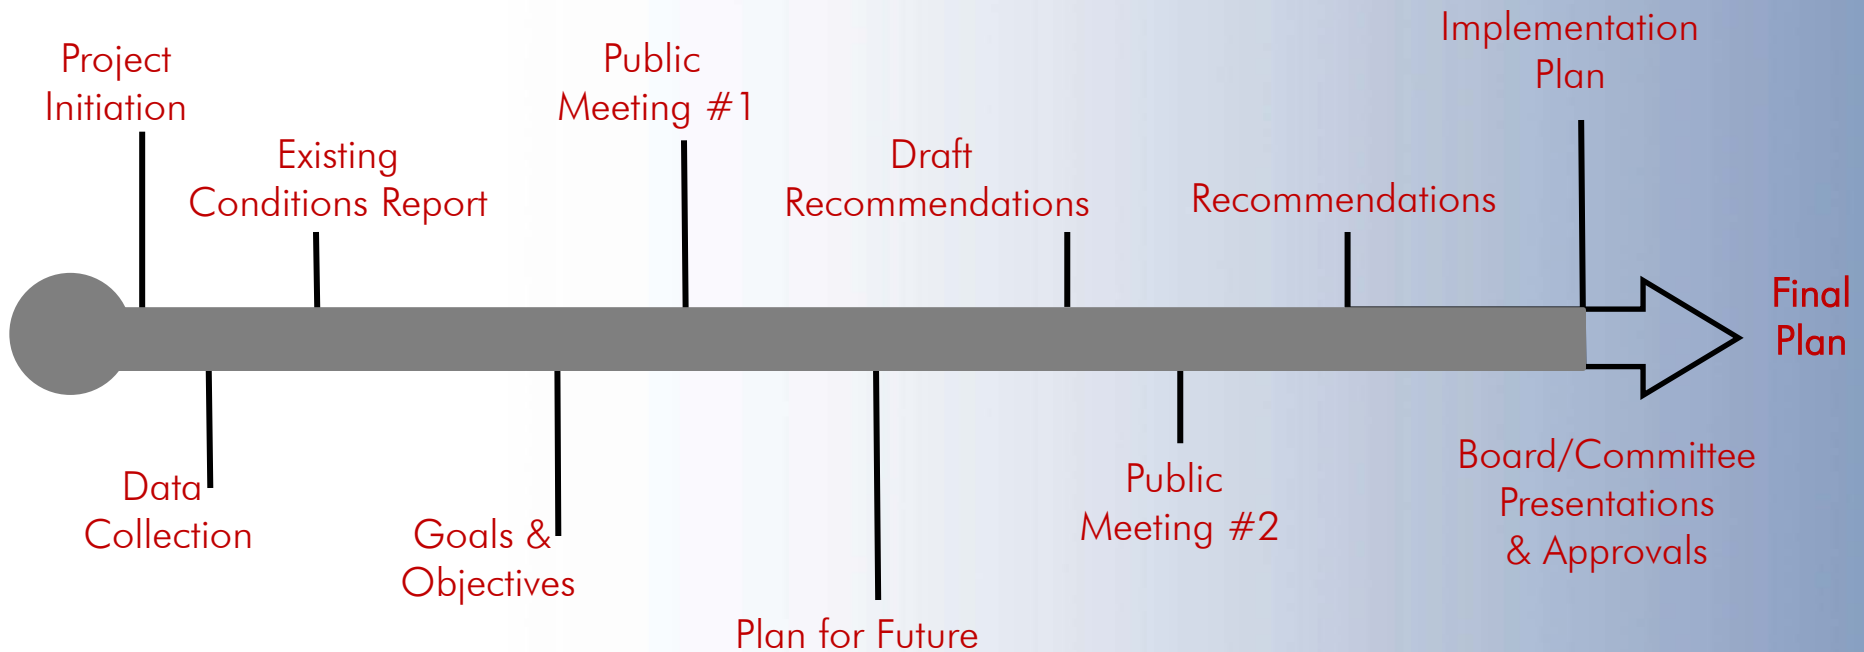 Project
Initiation
Data
Collection
Existing
Conditions Report
Goals &
Objectives
Public
Meeting #1
Plan for Future
Draft
Recommendations
Public
Meeting #2
Recommendations
Implementation
Plan
Board/Committee
Presentations
& Approvals
Final
Plan